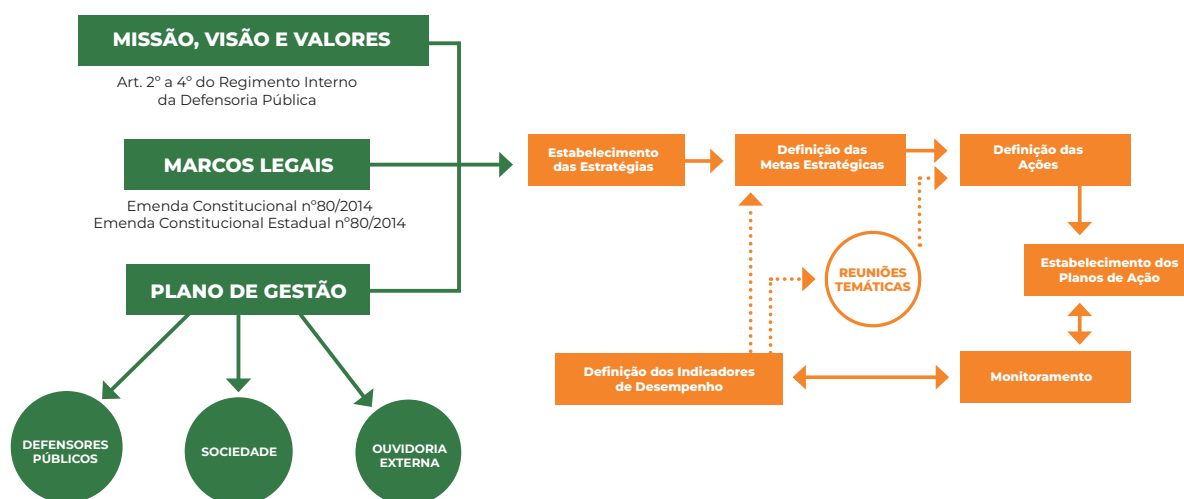 MISSÃO, VISÃO E VALORES
Art. 2º a 4º do Regimento Interno
da Defensoria Pública
MARCOS LEGAIS
Emenda Constitucional nº80/2014
Emenda Constitucional Estadual nº80/2014
PLANO DE GESTÃO
DEFENSORES
PÚBLICOS
SOCIEDADE
OUVIDORIA
EXTERNA
Estabelecimento
das Estratégias
Definição das
Metas Estratégicas
Definição das
Ações
REUNIÕES
TEMÁTICAS
Estabelecimento dos
Planos de Ação
Definição dos Indicadores
de Desempenho
Monitoramento